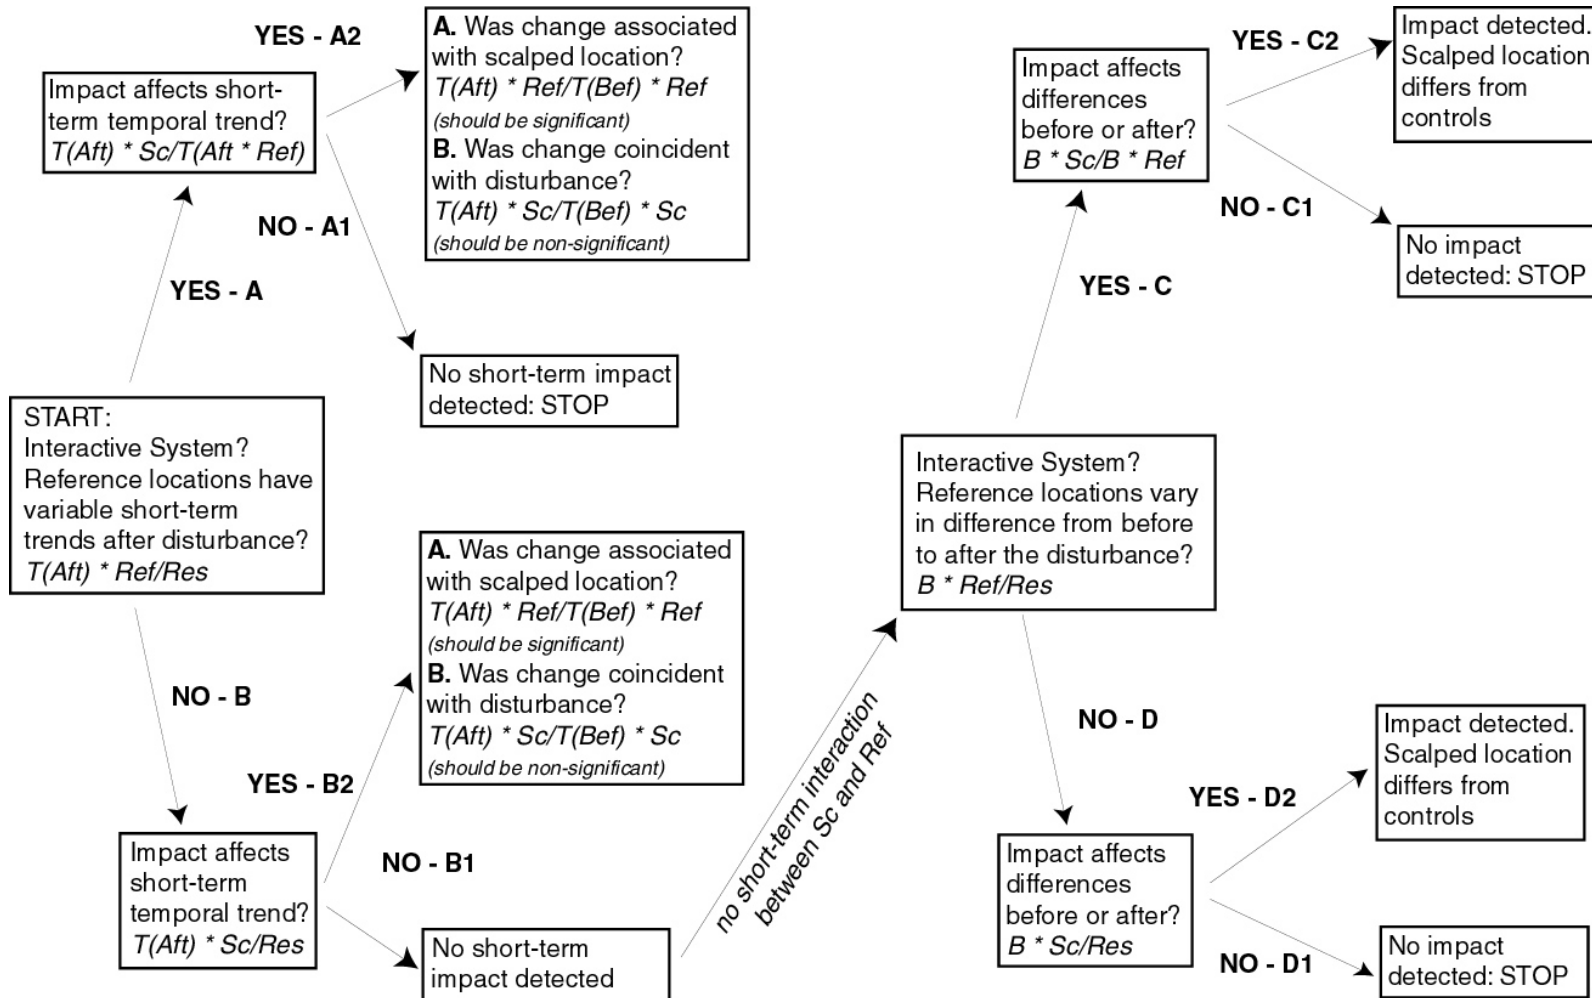 YES - A2
Impact affects short-
term temporal trend?
T(Aft) * Sc/T(Aft * Ref)
A. Was change associated
with scalped location?
T(Aft) * Ref/T(Bef) * Ref
(should be significant)
B. Was change coincident
with disturbance?
T(Aft) * Sc/T(Bef) * Sc
(should be non-significant)
NO - A1
YES - A
No short-term impact
detected: STOP
START:
Interactive System?
Reference locations have
variable short-term
trends after disturbance?
T(Aft) * Ref/Res
NO - B
A. Was change associated
with scalped location?
T(Aft) * Ref/T(Bef) * Ref
(should be significant)
B. Was change coincident
with disturbance?
T(Aft) * Sc/T(Bef) * Sc
(should be non-significant)
YES - B2
Impact affects
short-term
temporal trend?
T(Aft) * Sc/Res
NO - B1
No short-term
impact detected
no short-term interaction
between Sc and Ref
Interactive System?
Reference locations vary
in difference from before
to after the disturbance?
B * Ref/Res
YES - C
Impact affects
differences
before or after?
B * Sc/B * Ref
YES - C2
Impact detected.
Scalped location
differs from
controls
NO - C1
No impact
detected: STOP
NO - D
Impact affects
differences
before or after?
B * Sc/Res
YES - D2
Impact detected.
Scalped location
differs from
controls
NO - D1
No impact
detected: STOP